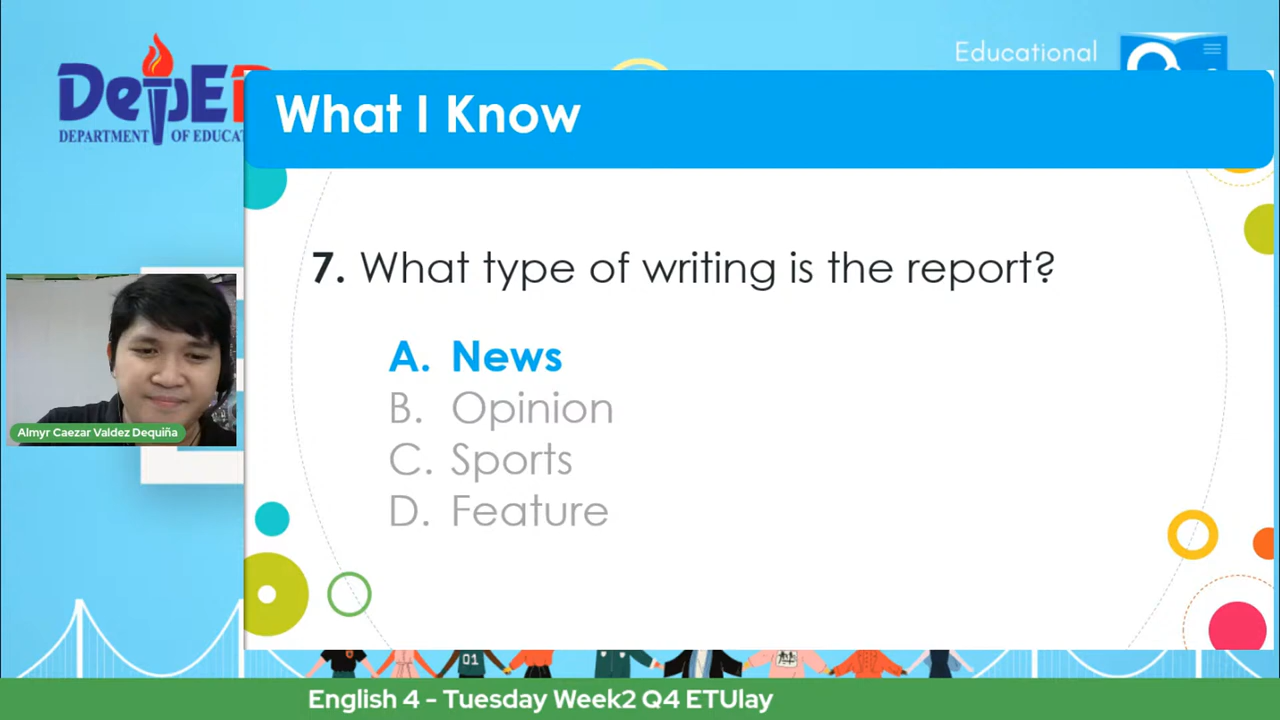 DepED
DEPARTMENT OF EDUCAT
Educational
What I Know
7. What type of writing is the report?
A. News
B. Opinion
C. Sports
D. Feature
Almyr Caezar Valdez Dequiña
01
English 4 - Tuesday Week2 Q4 ETUlay